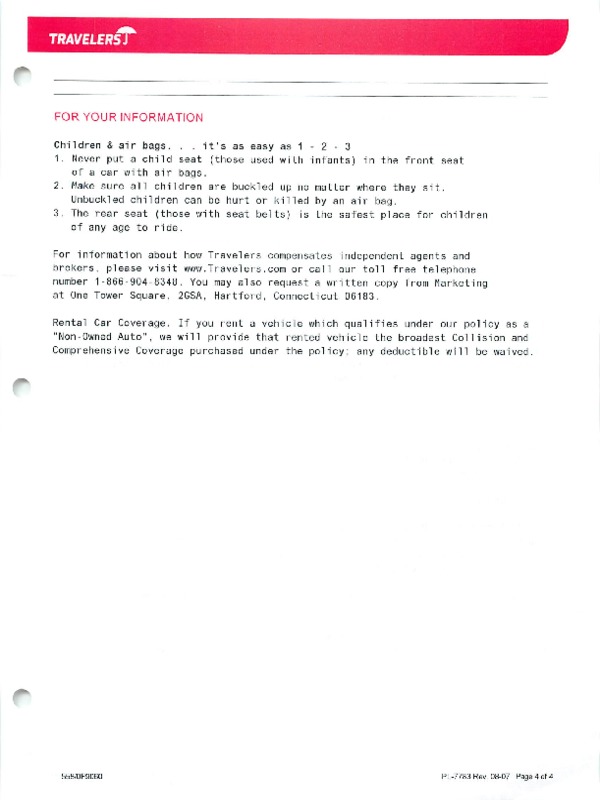 TRAVELERS
FOR YOUR INFORMATION
Children & air bags. . . it's as easy as 1 - 2 - 3
1. Never put a child seat (those used with infants) in the front seat
of a car with air bags.
2. Make sure all children are buckled up no matter where they sit.
Unbuckled children can be hurt or killed by an air bag.
3. The rear seat (those with seat belts) is the safest place for children
of any age to ride.
For information about how Travelers compensates independent agents and
brokers, please visit www.Travelers.com or call our toll free telephone
number 1-866-904-8348. You may also request a written copy from Marketing
at One Tower Square, 2GSA, Hartford, Connecticut 06183.
Rental Car Coverage. If you rent a vehicle which qualifies under our policy as a
"Non-Owned Auto", we will provide that rented vehicle the broadest Collision and
Comprehensive Coverage purchased under the policy; any deductible will be waived.
PL-7783 Rev. 08-07 Page 4 of 4